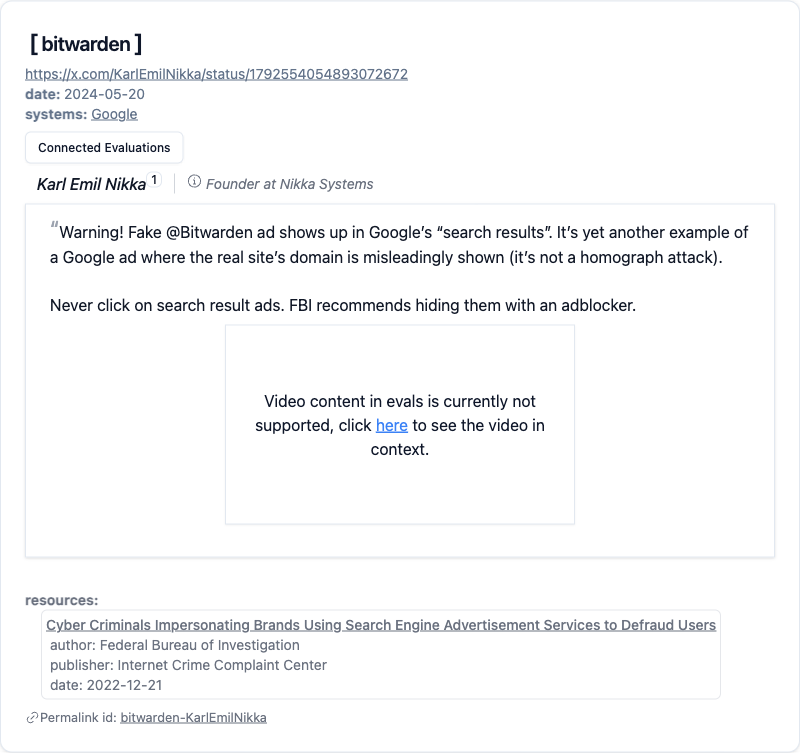 [bitwarden]
https://x.com/KarlEmilNikka/status/1792554054893072672
date: 2024-05-20
systems: Google
Connected Evaluations
Karl Emil Nikka 1 Founder at Nikka Systems
“Warning! Fake @Bitwarden ad shows up in Google’s “search results”. It’s yet another example of
a Google ad where the real site’s domain is misleadingly shown (it’s not a homograph attack).
Never click on search result ads. FBI recommends hiding them with an adblocker.
Video content in evals is currently not
supported, click here to see the video in
context.
resources:
Cyber Criminals Impersonating Brands Using Search Engine Advertisement Services to Defraud Users
author: Federal Bureau of Investigation
publisher: Internet Crime Complaint Center
date: 2022-12-21
Permalink id: bitwarden-KarlEmilNikka